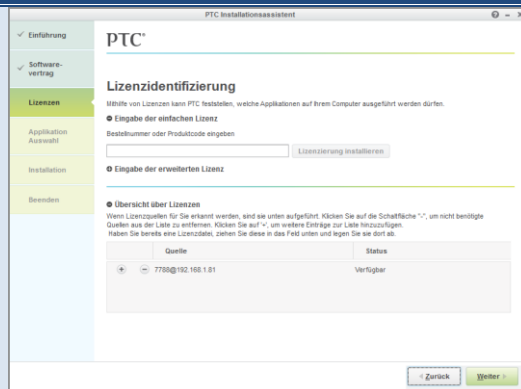 PTC Installationsassistent
Einführung
Software-
vertrag
Lizenzen
Applikation
Auswahl
Installation
Beenden
PTC®
Lizenzidentifizierung
Mithilfe von Lizenzen kann PTC feststellen, welche Applikationen auf Ihrem Computer ausgeführt werden dürfen.
Eingabe der einfachen Lizenz
Bestellnummer oder Produktcode eingeben
Lizenzierung installieren
Eingabe der erweiterten Lizenz
Übersicht über Lizenzen
Wenn Lizenzquellen für Sie erkannt werden, sind sie unten aufgeführt. Klicken Sie auf die Schaltfläche "-", um nicht benötigte
Quellen aus der Liste zu entfernen. Klicken Sie auf '+', um weitere Einträge zur Liste hinzuzufügen.
Haben Sie bereits eine Lizenzdatei, ziehen Sie diese in das Feld unten und legen Sie sie dort ab.
Quelle Status
7788@192.168.1.81 Verfügbar
Zurück Weiter